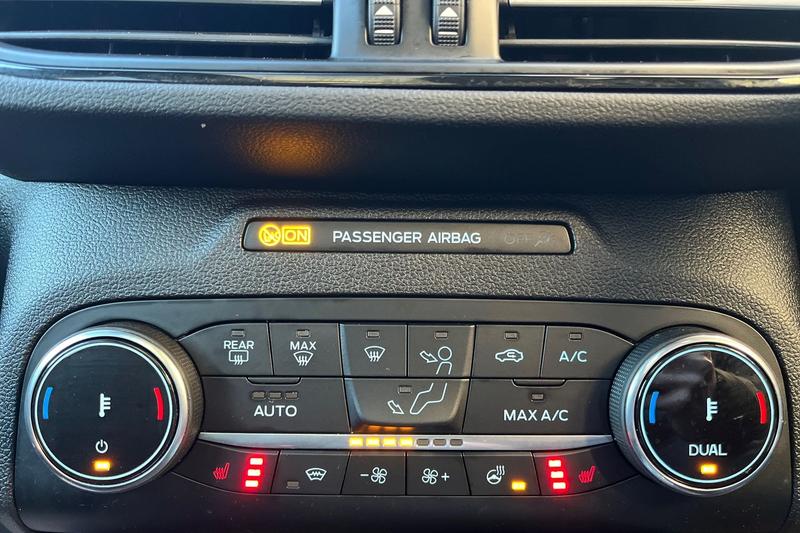 ON PASSENGER AIRBAG OFF
REAR MAX A/C
AUTO MAX A/C
DUAL